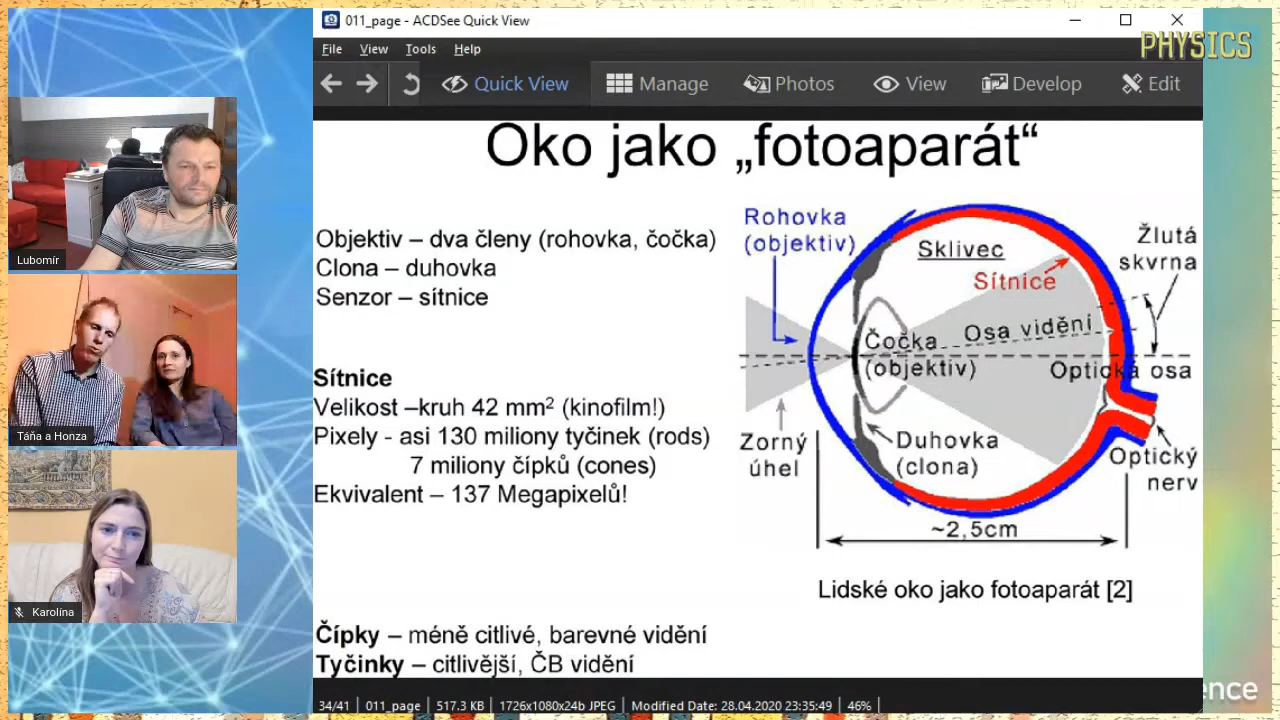 011_page - ACDSee Quick View
PHYSICS
File View Tools Help
Quick View Manage Photos View Develop Edit
Oko jako „fotoaparát“
Objektiv – dva členy (rohovka, čočka)
Clona – duhovka
Senzor – sítnice
Sítnice
Velikost –kruh 42 mm² (kinofilm!)
Pixely - asi 130 miliony tyčinek (rods)
7 miliony čípků (cones)
Ekvivalent – 137 Megapixelů!
Čípky – méně citlivé, barevné vidění
Tyčinky – citlivější, ČB vidění
Rohovka
(objektiv)
Sklivec
Sítnice
Žlutá
skvrna
Čočka
(objektiv)
Osa vidění
Optická osa
Zorný
úhel
Duhovka
(clona)
Optický
nerv
~2,5cm
Lidské oko jako fotoaparát [2]
Lubomír
Táňa a Honza
Karolína
34/41 011_page 517.3 KB 1726x1080x24b JPEG Modified Date: 28.04.2020 23:35:49 46%
ence